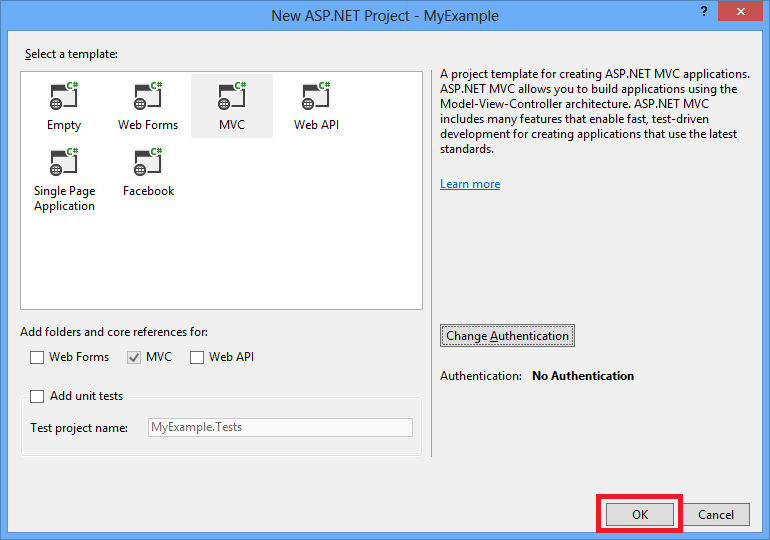 New ASP.NET Project - MyExample
?
Select a template:
C# C# C# C#
Empty Web Forms MVC Web API
C# C#
Single Page Facebook
Application
A project template for creating ASP.NET MVC applications.
ASP.NET MVC allows you to build applications using the
Model-View-Controller architecture. ASP.NET MVC
includes many features that enable fast, test-driven
development for creating applications that use the latest
standards.
Learn more
Add folders and core references for:
Web Forms MVC Web API
Add unit tests
Test project name: MyExample.Tests
Change Authentication
Authentication: No Authentication
OK Cancel